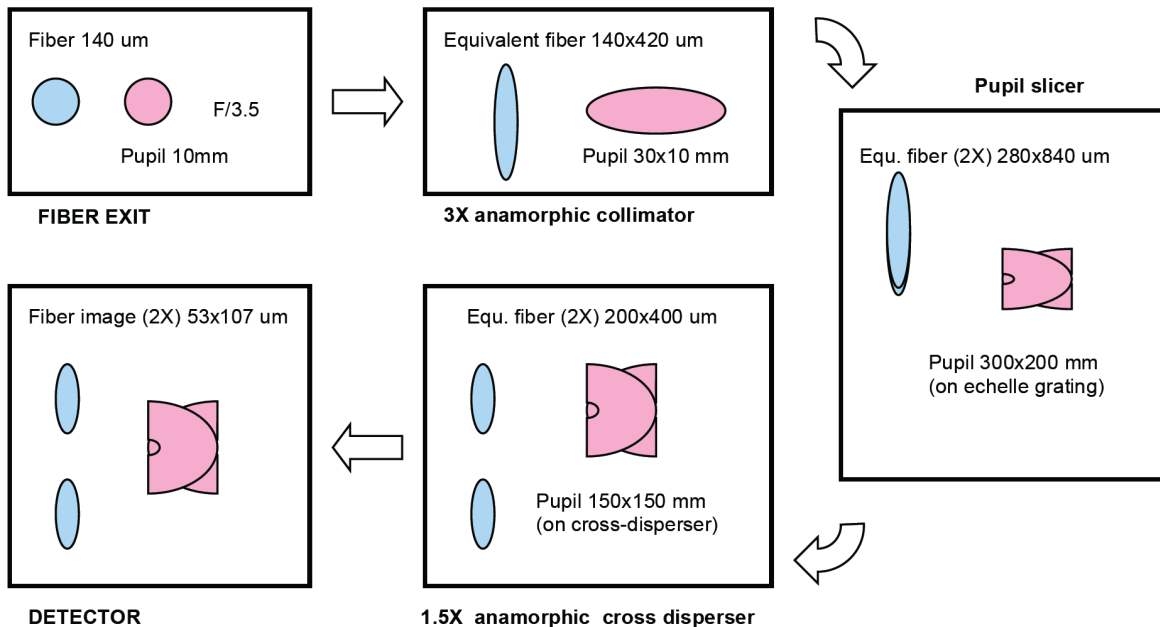 Fiber 140 um
F/3.5
Pupil 10mm
FIBER EXIT
Equivalent fiber 140x420 um
Pupil 30x10 mm
3X anamorphic collimator
Pupil slicer
Equ. fiber (2X) 280x840 um
Pupil 300x200 mm
(on echelle grating)
Equ. fiber (2X) 200x400 um
Pupil 150x150 mm
(on cross-disperser)
1.5X anamorphic cross disperser
Fiber image (2X) 53x107 um
DETECTOR